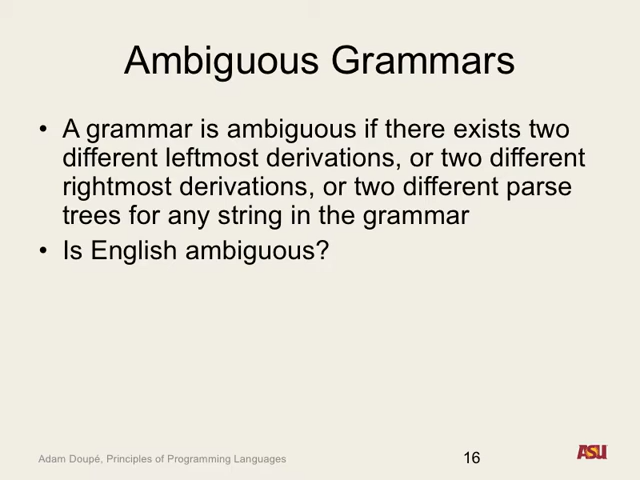 Ambiguous Grammars
• A grammar is ambiguous if there exists two
different leftmost derivations, or two different
rightmost derivations, or two different parse
trees for any string in the grammar
• Is English ambiguous?
Adam Doupé, Principles of Programming Languages
16
ASU